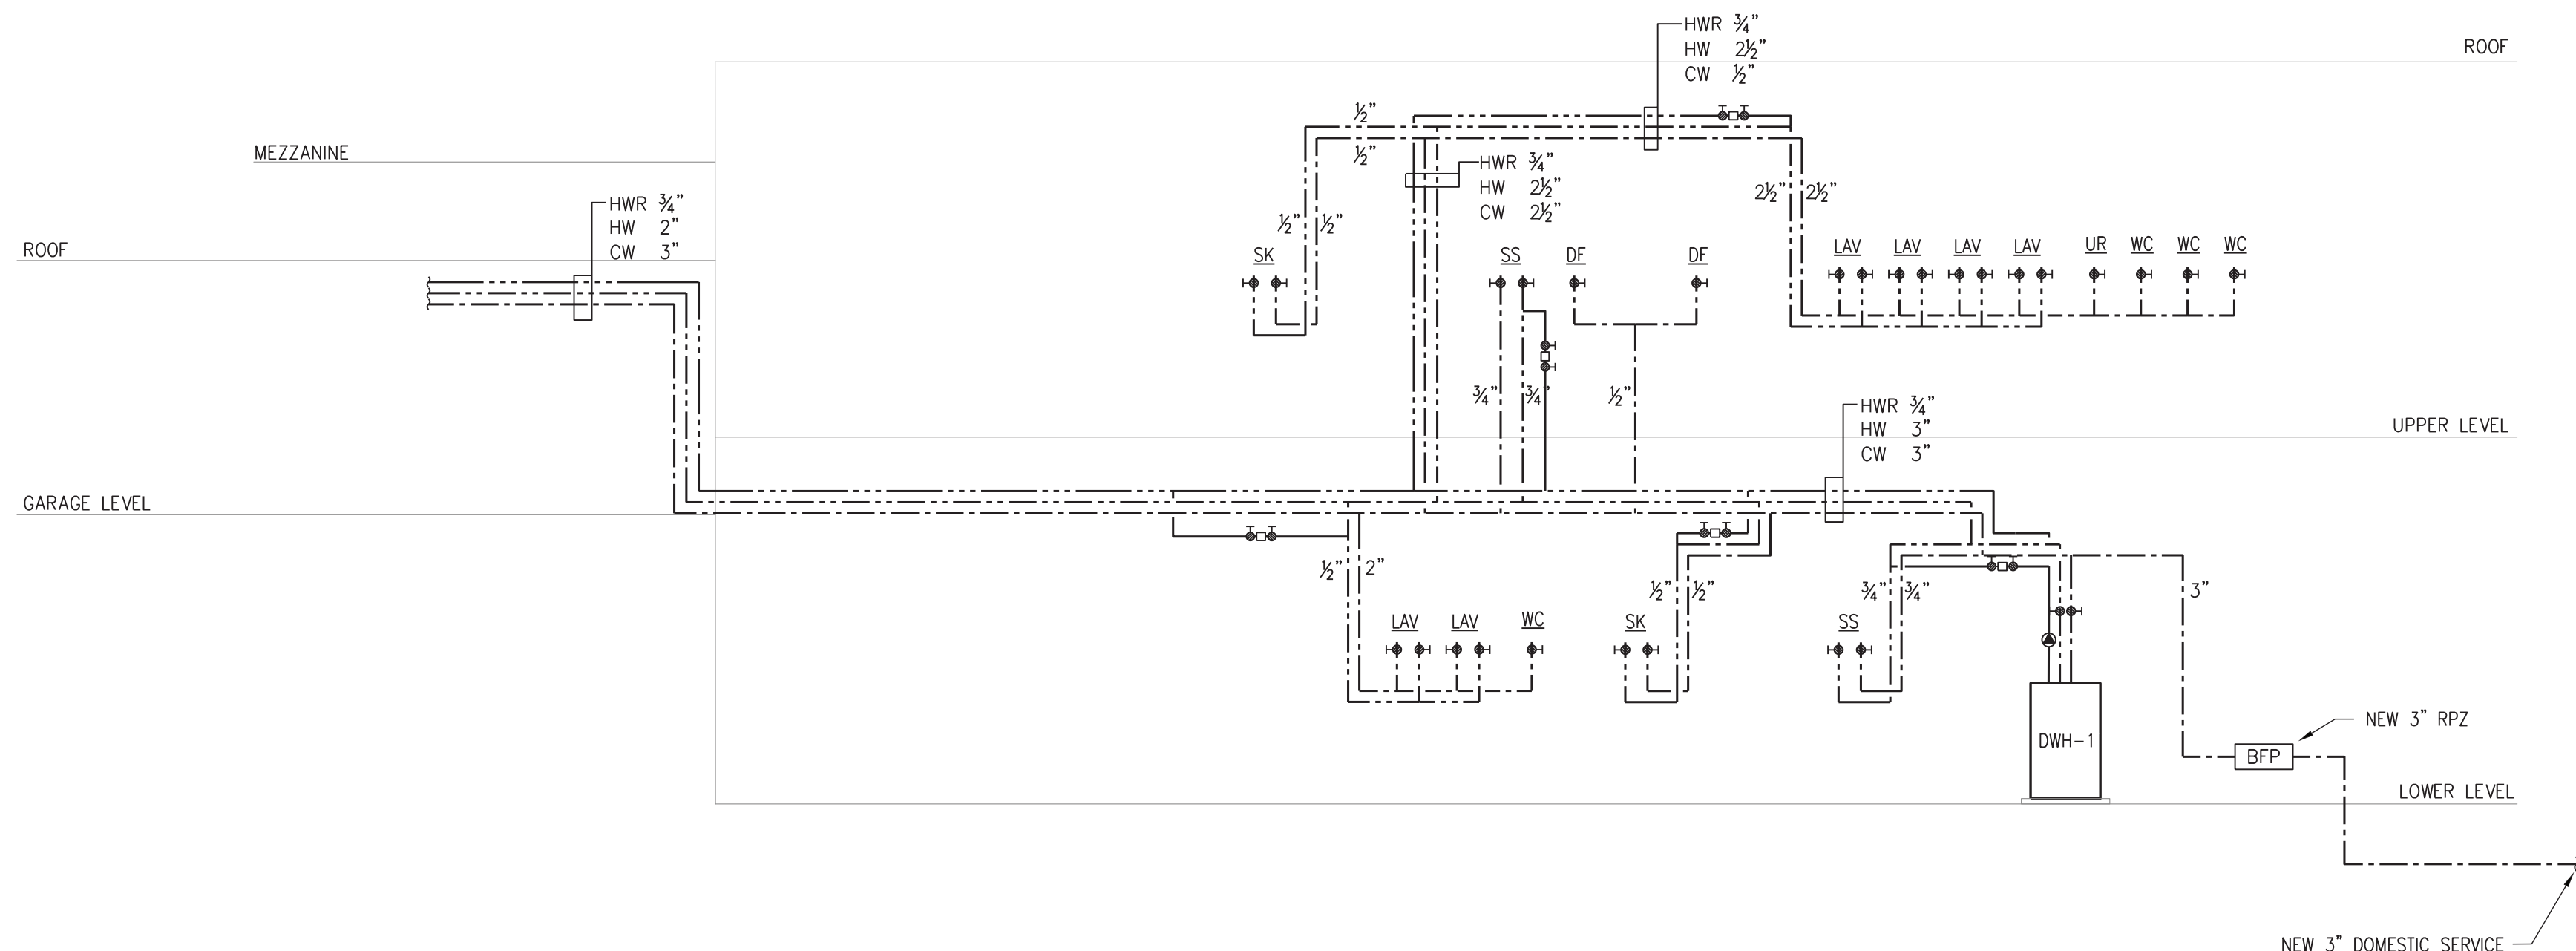 HWR ¾”
HW 2½”
CW ½”
ROOF
½”
MEZZANINE
½”
HWR ¾”
HW 2½”
CW 2½”
2½”
2½”
HWR ¾”
HW 2”
CW 3”
½”
½”
ROOF
SK
SS
DF
DF
LAV
LAV
LAV
LAV
UR
WC
WC
WC
¾”
¾”
½”
HWR ¾”
HW 3”
CW 3”
UPPER LEVEL
GARAGE LEVEL
½”
2”
½”
½”
¾”
¾”
3”
LAV
LAV
WC
SK
SS
NEW 3” RPZ
DWH-1
BFP
LOWER LEVEL
NEW 3” DOMESTIC SERVICE